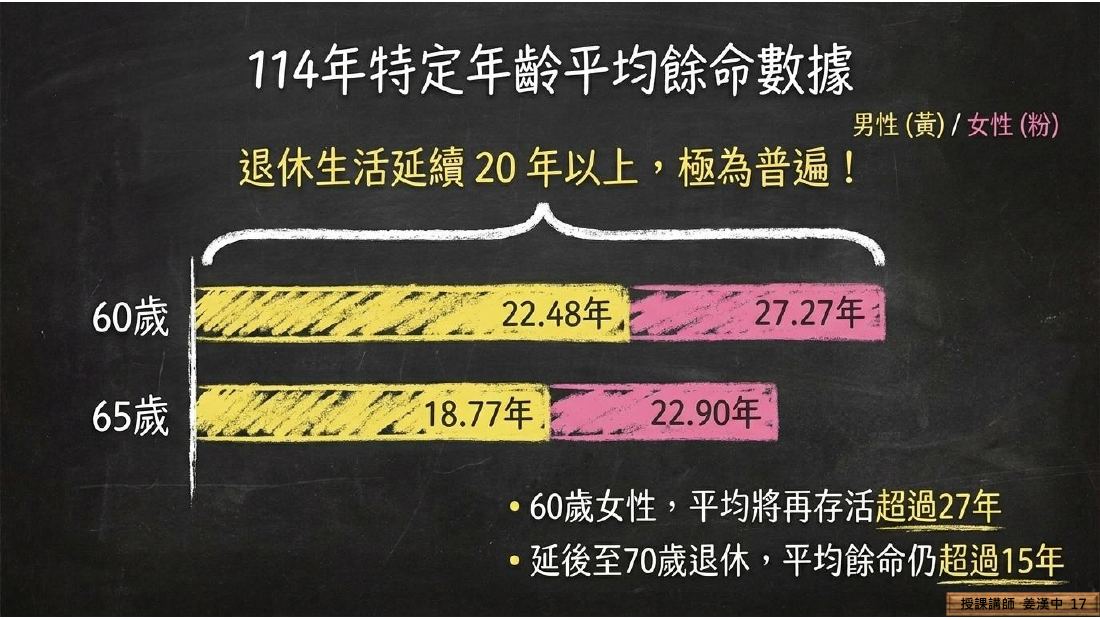 114年特定年齡平均餘命數據
男性 (黃) / 女性 (粉)
退休生活延續 20 年以上，極為普遍！
60歲
22.48年
27.27年
65歲
18.77年
22.90年
• 60歲女性，平均將再存活超過27年
• 延後至70歲退休，平均餘命仍超過15年
授課講師 姜漢中 17